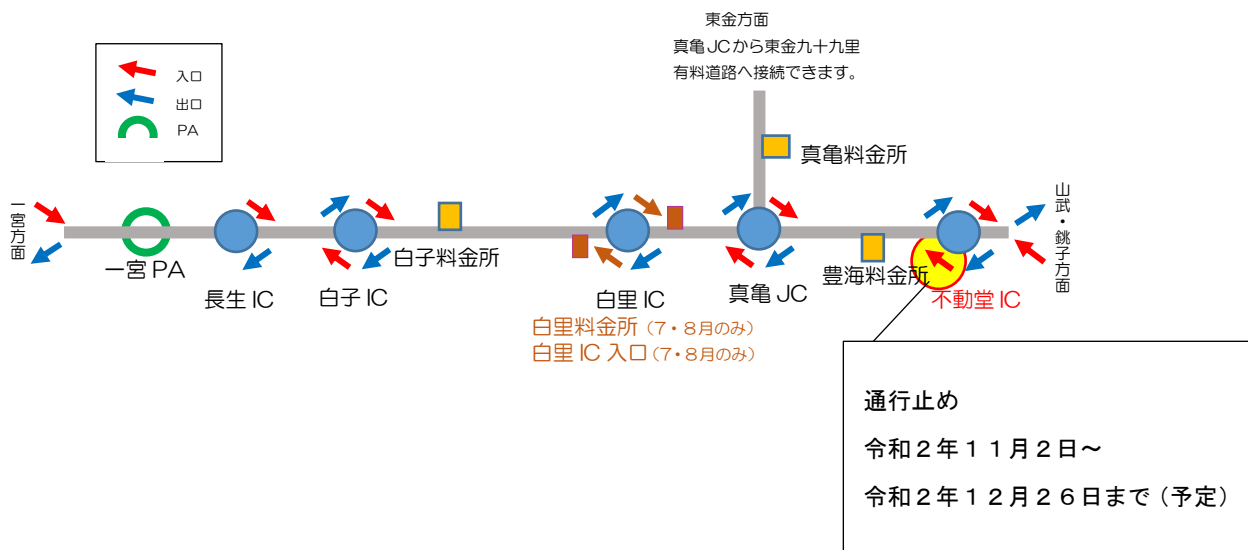 東金方面
真亀JCから東金九十九里
有料道路へ接続できます。
入口
出口
PA
真亀料金所
一宮方面
山武・銚子方面
一宮PA
白子料金所
豊海料金所
長生IC
白子IC
白里IC
真亀JC
不動堂IC
白里料金所（7・8月のみ）
白里IC入口（7・8月のみ）
通行止め
令和２年１１月２日～
令和２年１２月２６日まで（予定）